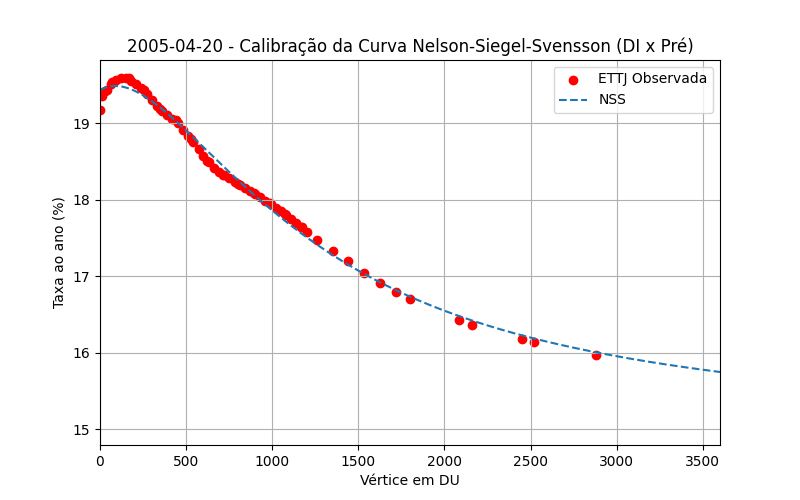 2005-04-20 - Calibração da Curva Nelson-Siegel-Svensson (DI x Pré)
ETTJ Observada
NSS
Taxa ao ano (%)
19
18
17
16
15
0 500 1000 1500 2000 2500 3000 3500
Vértice em DU